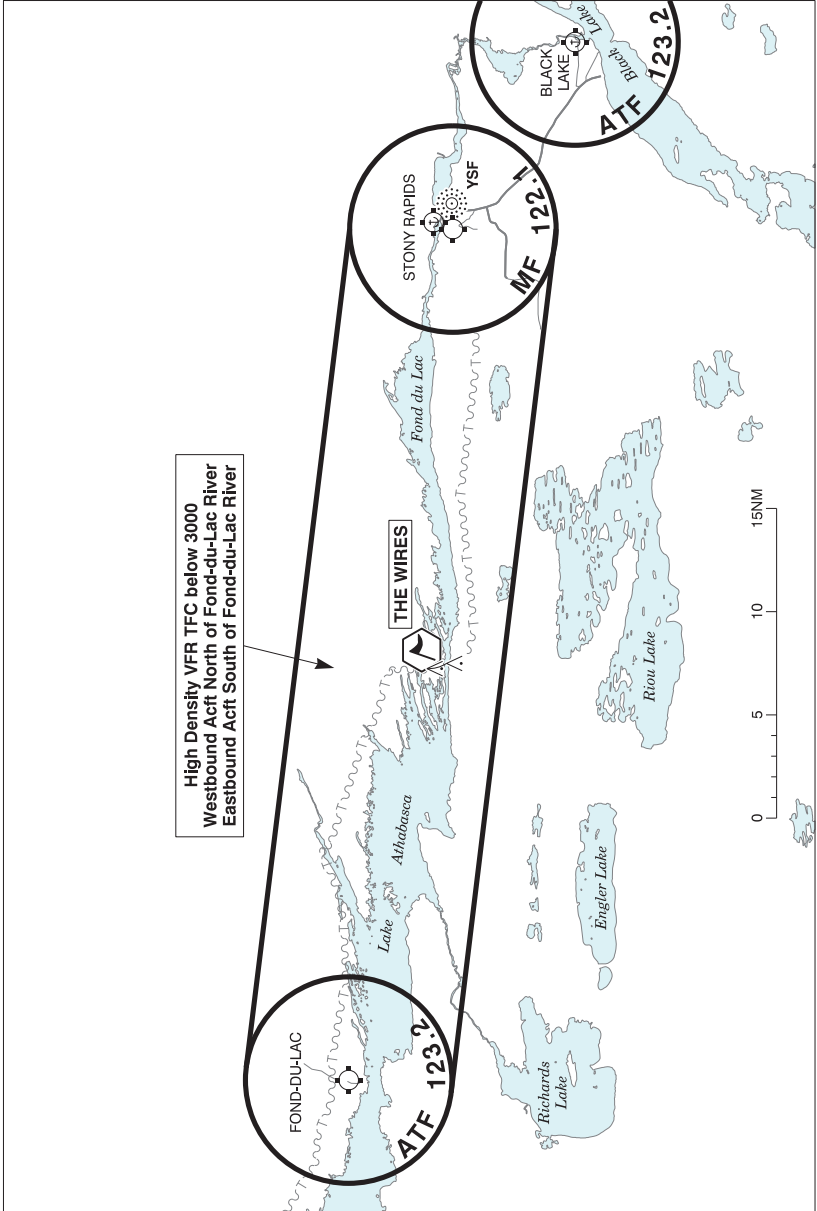 High Density VFR TFC below 3000
Westbound Acft North of Fond-du-Lac River
Eastbound Acft South of Fond-du-Lac River
FOND-DU-LAC
ATF 123.2
Lake Athabasca
THE WIRES
Fond du Lac
STONY RAPIDS
YSF
MF 122.1
BLACK
LAKE
Black Lake
ATF 123.2
Richards
Lake
Engler Lake
Riou Lake
0 5 10 15NM